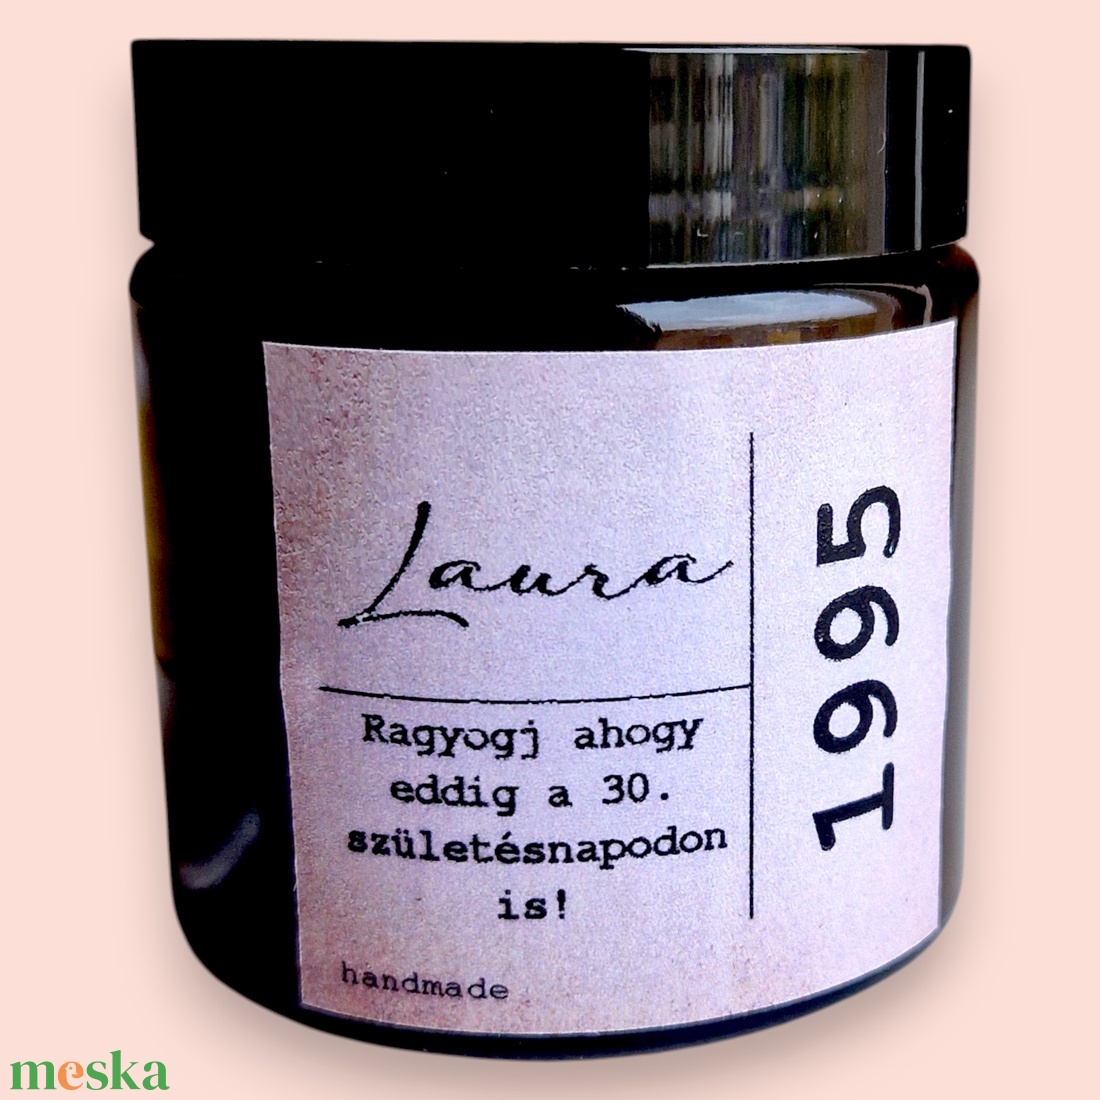 Laura
Ragyogj ahogy
eddig a 30.
születésnapodon
is!
handmade
1995
meska